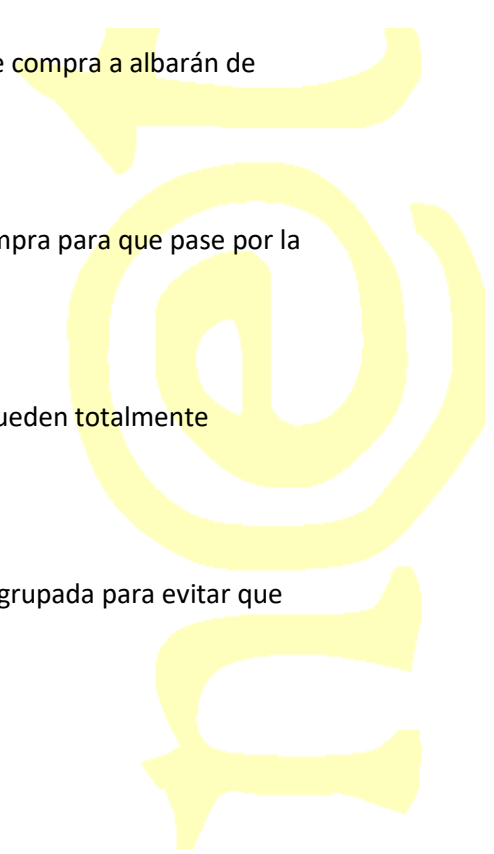 e compra a albarán de
mpra para que pase por la
ueden totalmente
grupada para evitar que
n@t